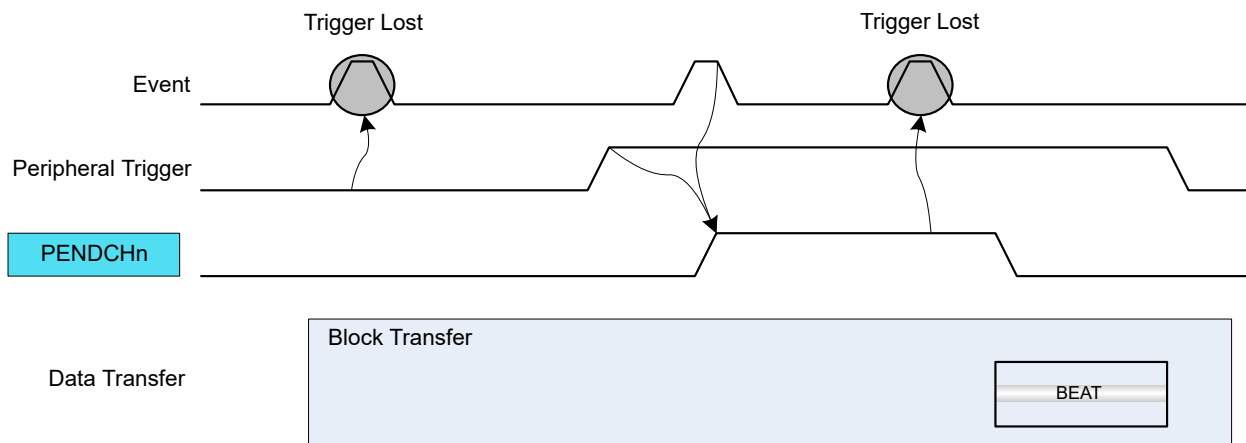 Trigger Lost
Trigger Lost
Event
Peripheral Trigger
PENDCHn
Block Transfer
Data Transfer
BEAT